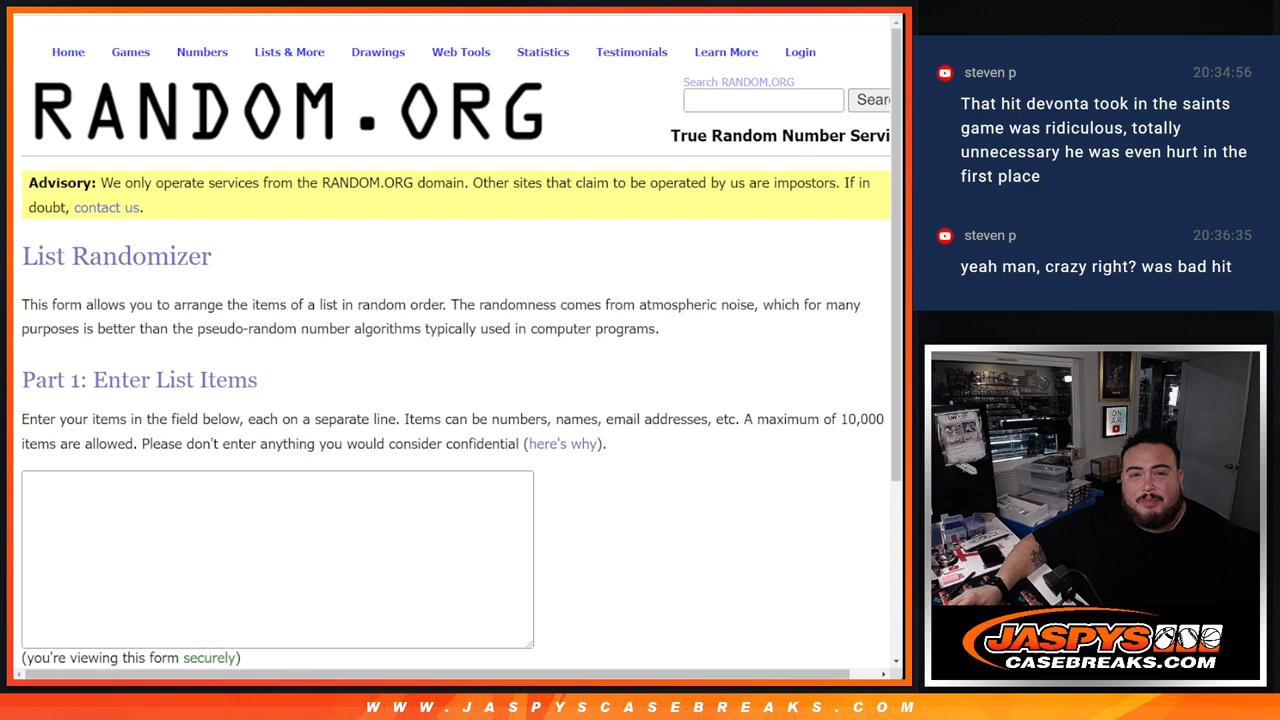 Home Games Numbers Lists & More Drawings Web Tools Statistics Testimonials Learn More Login
RANDOM.ORG
Search RANDOM.ORG
Sear
True Random Number Servi
Advisory: We only operate services from the RANDOM.ORG domain. Other sites that claim to be operated by us are impostors. If in
doubt, contact us.
List Randomizer
This form allows you to arrange the items of a list in random order. The randomness comes from atmospheric noise, which for many
purposes is better than the pseudo-random number algorithms typically used in computer programs.
Part 1: Enter List Items
Enter your items in the field below, each on a separate line. Items can be numbers, names, email addresses, etc. A maximum of 10,000
items are allowed. Please don't enter anything you would consider confidential (here's why).
(you're viewing this form securely)
steven p 20:34:56
That hit devonta took in the saints
game was ridiculous, totally
unnecessary he was even hurt in the
first place
steven p 20:36:35
yeah man, crazy right? was bad hit
ON
AIR
JASPYS
CASEBREAKS.COM
WWW.JASPYSCASEBREAKS.COM